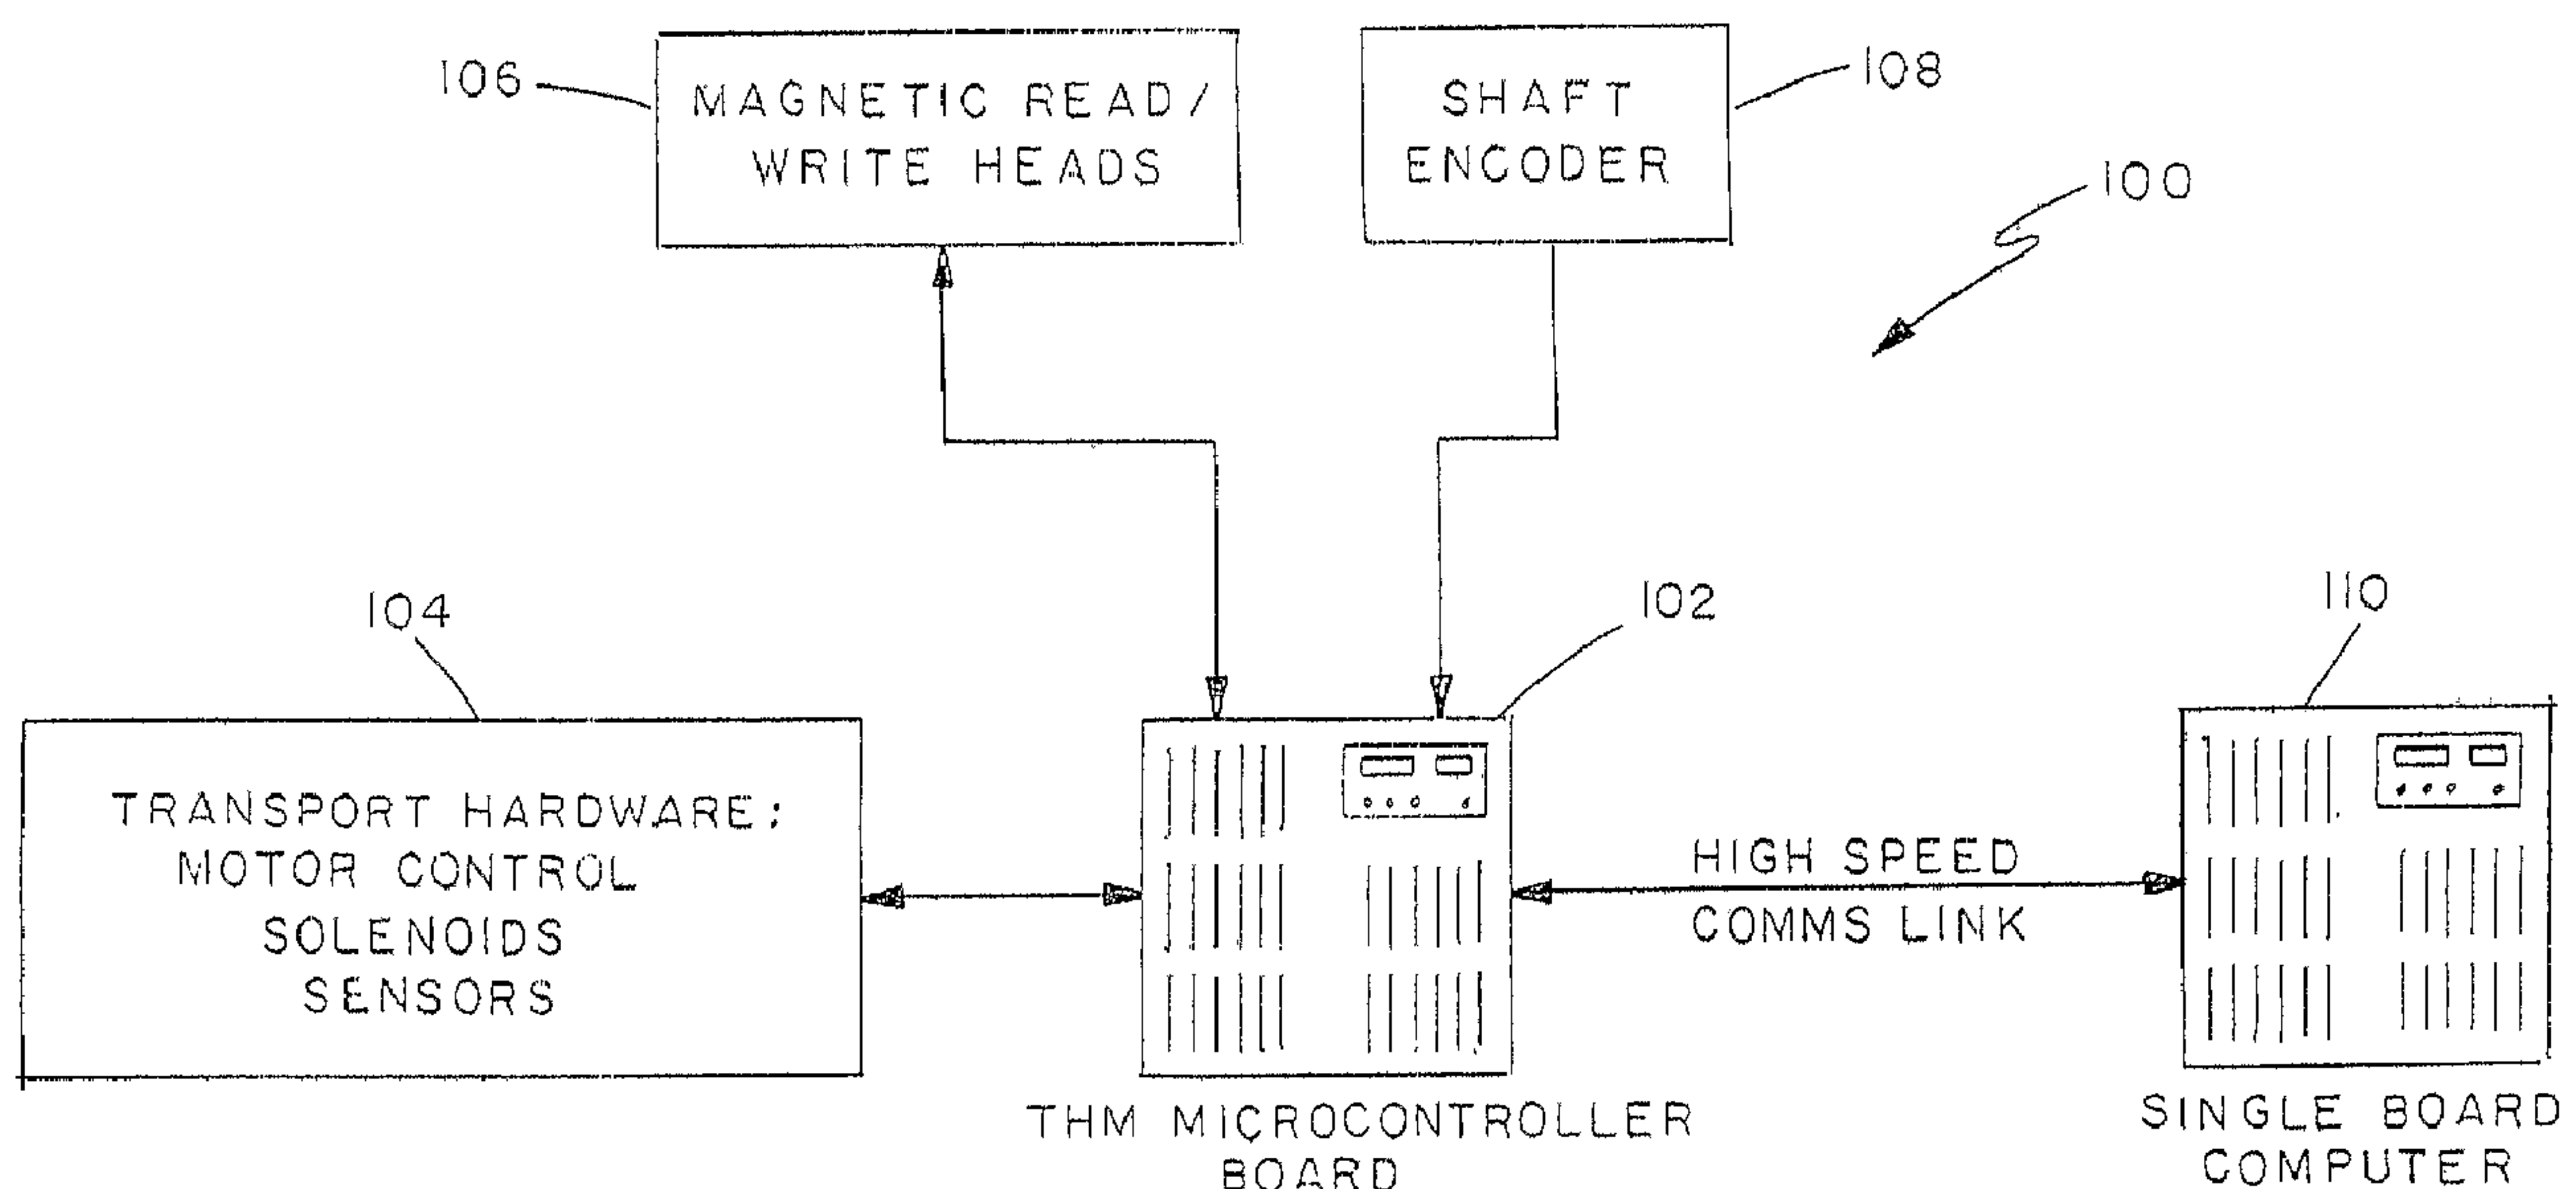 106
MAGNETIC READ/
WRITE HEADS
SHAFT
ENCODER
108
100
104
TRANSPORT HARDWARE:
MOTOR CONTROL
SOLENOIDS
SENSORS
102
THM MICROCONTROLLER
BOARD
HIGH SPEED
COMMS LINK
110
SINGLE BOARD
COMPUTER